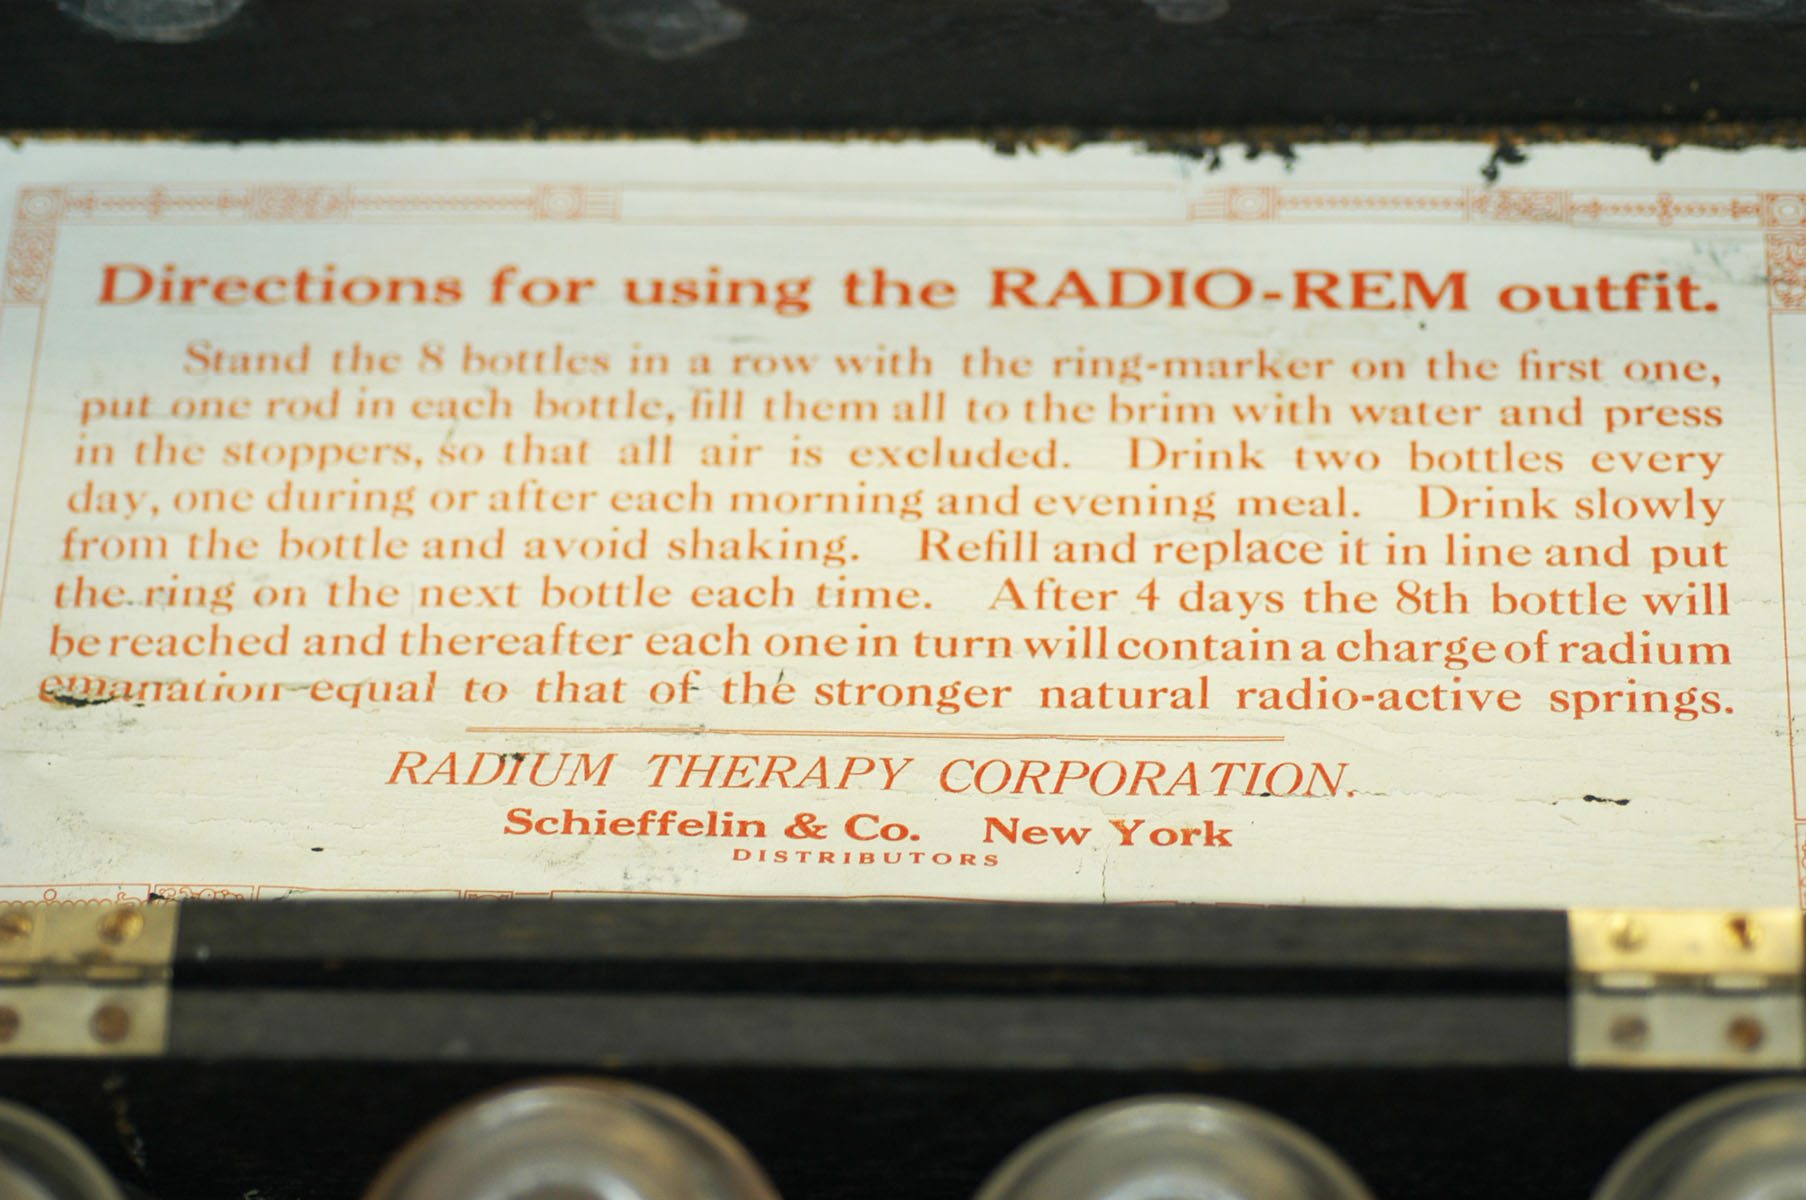 Directions for using the RADIO-REM outfit.
Stand the 8 bottles in a row with the ring-marker on the first one,
put one rod in each bottle, fill them all to the brim with water and press
in the stoppers, so that all air is excluded. Drink two bottles every
day, one during or after each morning and evening meal. Drink slowly
from the bottle and avoid shaking. Refill and replace it in line and put
the ring on the next bottle each time. After 4 days the 8th bottle will
be reached and thereafter each one in turn will contain a charge of radium
emanation equal to that of the stronger natural radio-active springs.
RADIUM THERAPY CORPORATION.
Schieffelin & Co. New York
DISTRIBUTORS